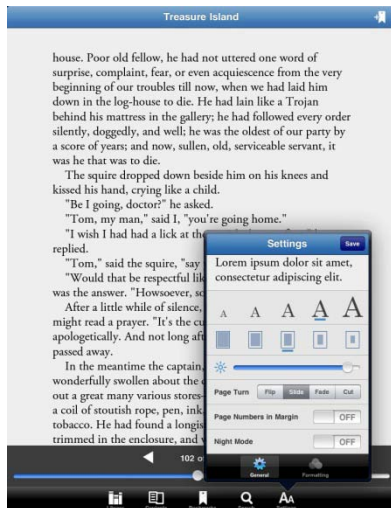 Treasure Island
house. Poor old fellow, he had not uttered one word of
surprise, complaint, fear, or even acquiescence from the very
beginning of our troubles till now, when we had laid him
down in the log-house to die. He had lain like a Trojan
behind his mattress in the gallery; he had followed every order
silently, doggedly, and well; he was the oldest of our party by
a score of years; and now, sullen, old, serviceable servant, it
was he that was to die.
The squire dropped down beside him on his knees and
kissed his hand, crying like a child.
"Be I going, doctor?" he asked.
"Tom, my man," said I, "you're going home."
"I wish I had had a lick at the
replied.
"Tom," said the squire, "say
"Would that be respectful
was the answer. "Howsoever, so
After a little while of silence,
might read a prayer. "It's the
apologetically. And not long
passed away.
In the meantime the captain,
wonderfully swollen about the
out a great many various stores
a coil of stoutish rope, pen, ink,
tobacco. He had found a
trimmed in the enclosure, and
Settings
Save
Lorem ipsum dolor sit amet,
consectetur adipiscing elit.
A A A A A
Page Turn Flip Slide Fade Cut
Page Numbers in Margin OFF
Night Mode OFF
General Formatting
102 of
AA